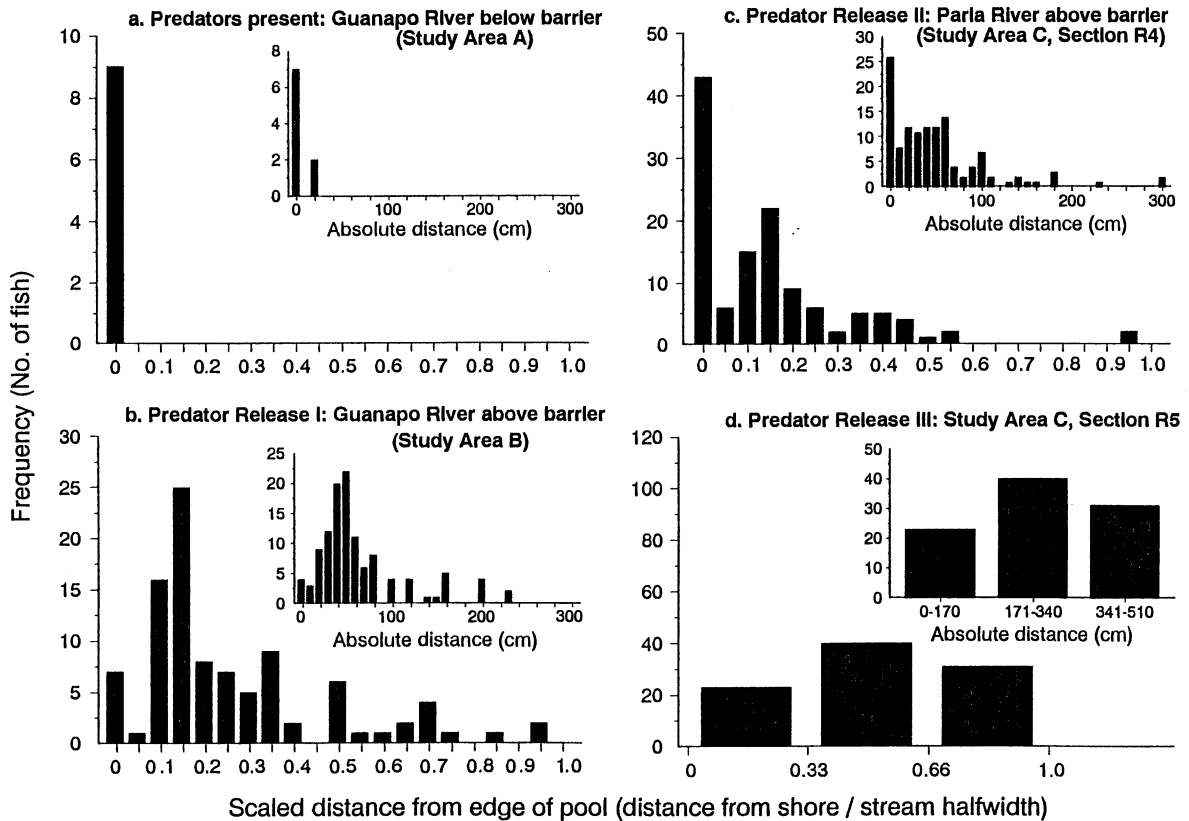 a. Predators present: Guanapo River below barrier
(Study Area A)
10
8
6
4
2
0
0 0.1 0.2 0.3 0.4 0.5 0.6 0.7 0.8 0.9 1.0
8
6
4
2
0
0 100 200 300
Absolute distance (cm)
c. Predator Release II: Paria River above barrier
(Study Area C, Section R4)
50
40
30
20
10
0
0 0.1 0.2 0.3 0.4 0.5 0.6 0.7 0.8 0.9 1.0
30
25
20
15
10
5
0
0 100 200 300
Absolute distance (cm)
Frequency (No. of fish)
b. Predator Release I: Guanapo River above barrier
(Study Area B)
30
25
20
15
10
5
0
0 0.1 0.2 0.3 0.4 0.5 0.6 0.7 0.8 0.9 1.0
25
20
15
10
5
0
0 100 200 300
Absolute distance (cm)
d. Predator Release III: Study Area C, Section R5
120
100
80
60
40
20
0
0 0.33 0.66 1.0
50
40
30
20
10
0
0-170 171-340 341-510
Absolute distance (cm)
Scaled distance from edge of pool (distance from shore / stream halfwidth)